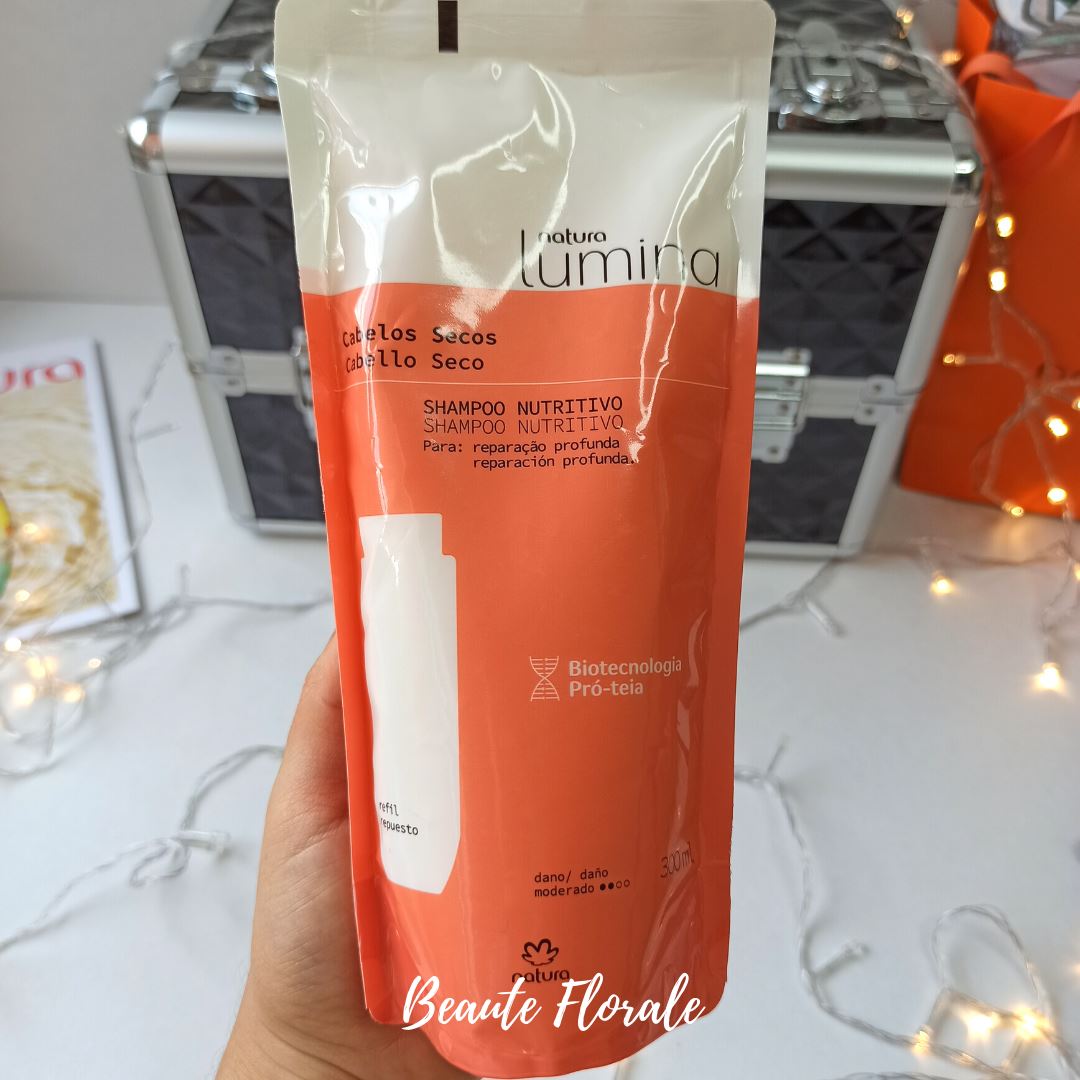 natura
lumina
Cabelos Secos
Cabello Seco
SHAMPOO NUTRITIVO
SHAMPOO NUTRITIVO
Para: reparação profunda
reparación profunda.
Biotecnologia
Pró-teia
refil
repuesto
dano/ daño
moderado
300ml
natura
Beaute Florale